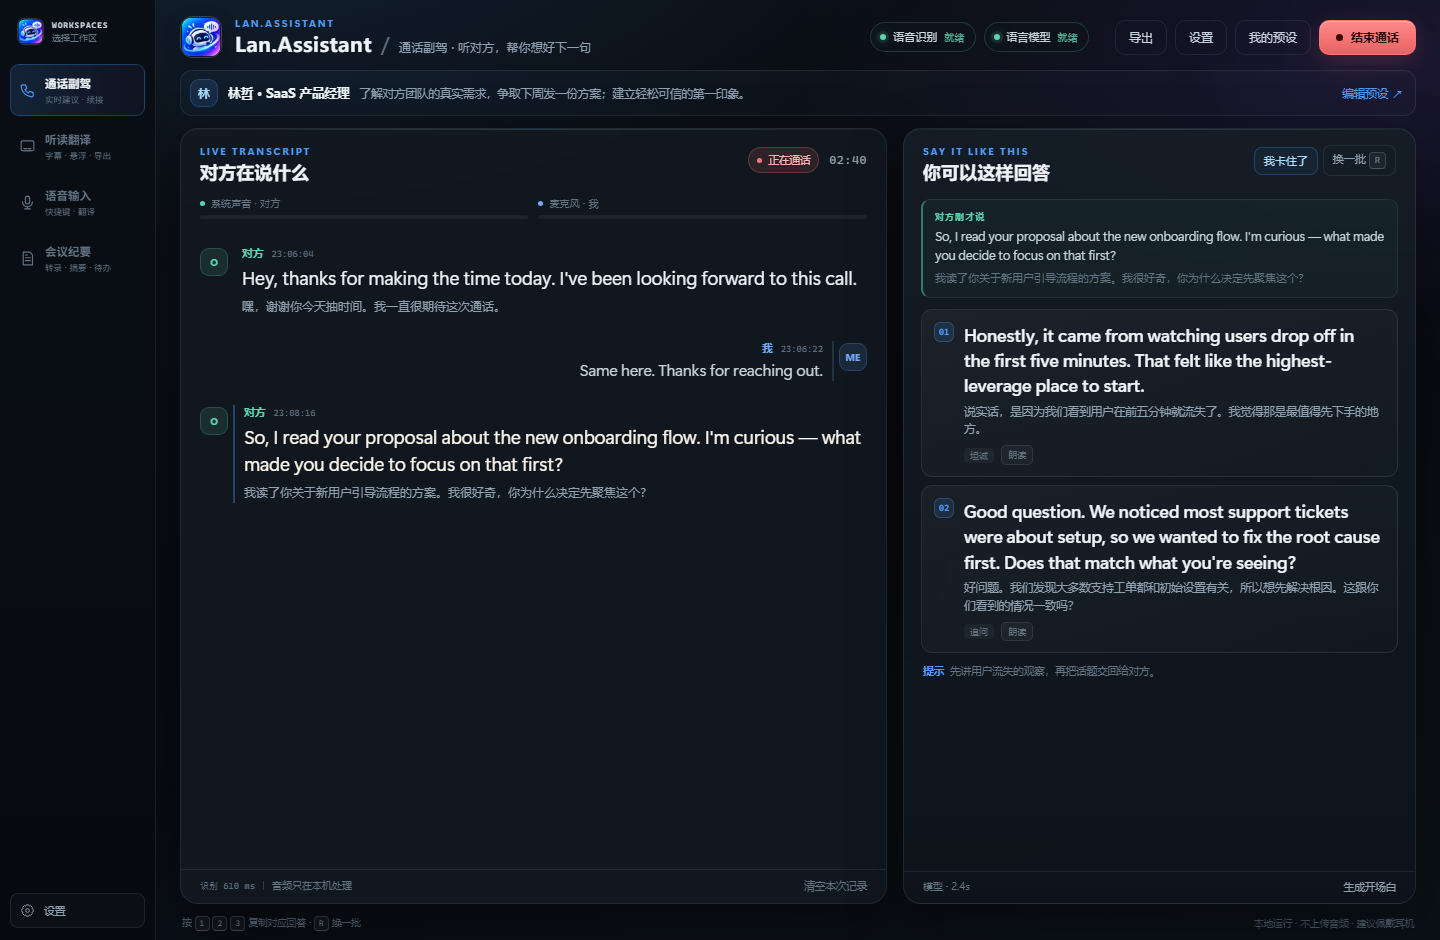 WORKSPACES
选择工作区
通话副驾
实时建议 · 续接
听读翻译
字幕 · 悬浮 · 导出
语音输入
快捷键 · 翻译
会议纪要
转录 · 摘要 · 待办
设置
LAN.ASSISTANT
Lan.Assistant / 通话副驾 · 听对方，帮你想好下一句
语音识别 就绪
语言模型 就绪
导出
设置
我的预设
结束通话
林
林哲 • SaaS 产品经理 了解对方团队的真实需求，争取下周发一份方案；建立轻松可信的第一印象。
编辑预设 ↗
LIVE TRANSCRIPT
对方在说什么
正在通话 02:40
系统声音 · 对方
麦克风 · 我
O
对方 23:06:04
Hey, thanks for making the time today. I've been looking forward to this call.
嘿，谢谢你今天抽时间。我一直很期待这次通话。
我 23:06:22
ME
Same here. Thanks for reaching out.
O
对方 23:08:16
So, I read your proposal about the new onboarding flow. I'm curious — what
made you decide to focus on that first?
我读了你关于新用户引导流程的方案。我很好奇，你为什么决定先聚焦这个？
识别 610 ms | 音频只在本机处理
清空本次记录
SAY IT LIKE THIS
你可以这样回答
我卡住了
换一批 R
对方刚才说
So, I read your proposal about the new onboarding flow. I'm curious — what made
you decide to focus on that first?
我读了你关于新用户引导流程的方案。我很好奇，你为什么决定先聚焦这个？
01
Honestly, it came from watching users drop off in
the first five minutes. That felt like the highest-
leverage place to start.
说实话，是因为我们看到用户在前五分钟就流失了。我觉得那是最值得先下手的地
方。
坦诚 朗读
02
Good question. We noticed most support tickets
were about setup, so we wanted to fix the root cause
first. Does that match what you're seeing?
好问题。我们发现大多数支持工单都和初始设置有关，所以想先解决根因。这跟你
们看到的情况一致吗？
追问 朗读
提示 先讲用户流失的观察，再把话题交回给对方。
模型 · 2.4s
生成开场白
按 1 2 3 复制对应回答 · R 换一批
本地运行 · 不上传音频 · 建议佩戴耳机